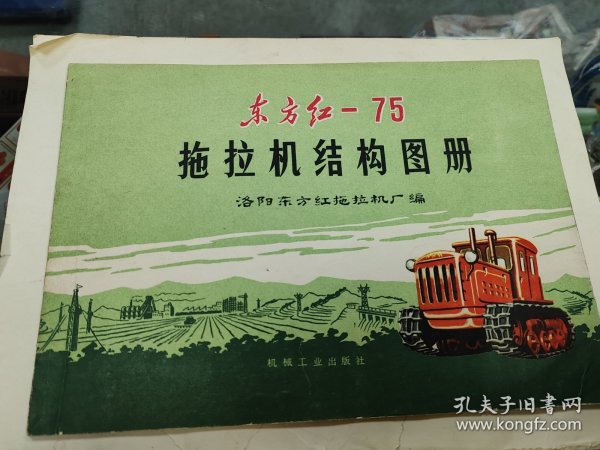 东方红-75
拖拉机结构图册
洛阳东方红拖拉机厂编
机械工业出版社
孔夫子旧书网
www.kongfz.com